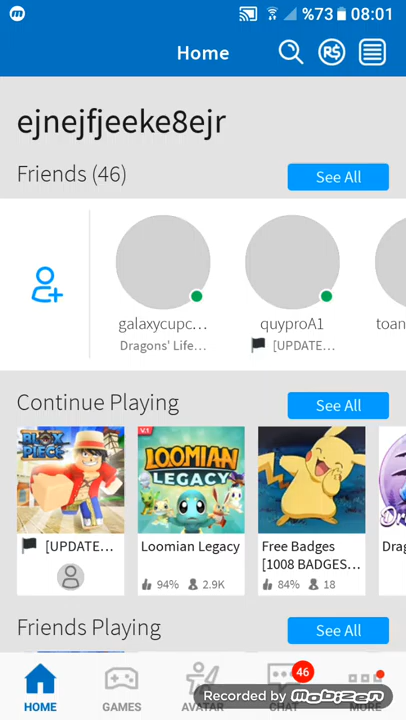 %73 08:01
Home
R$
ejnejfjeeke8ejr
Friends (46)
See All
galaxycupc...
quyproA1
toan
Dragons' Life...
[UPDATE...
Continue Playing
See All
BLOX PIECE
V.1
LOOMIAN
LEGACY
[UPDATE...
Loomian Legacy
Free Badges
[1008 BADGES...
Drag
94% 2.9K
84% 18
Friends Playing
See All
46
HOME
GAMES
AVATAR
CHAT
MORE
Recorded by mobizen